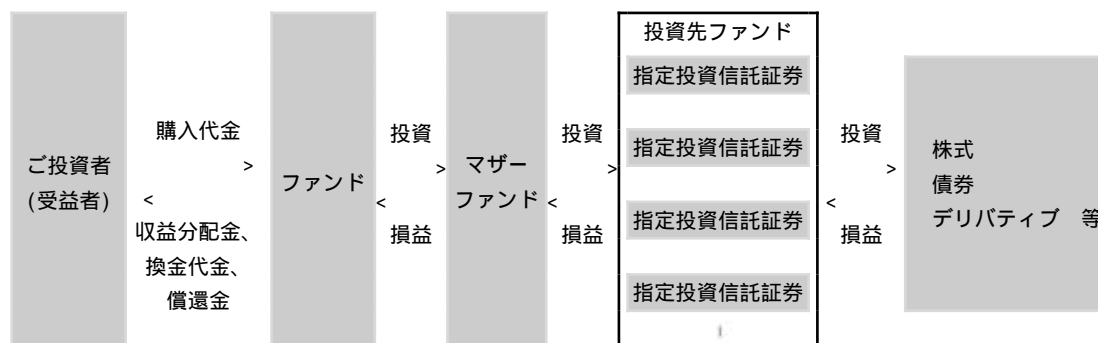 ご投資者
(受益者)
購入代金
>
<
収益分配金、
換金代金、
償還金
ファンド
投資
>
<
損益
マザー
ファンド
投資
>
<
損益
投資先ファンド
指定投資信託証券
指定投資信託証券
指定投資信託証券
指定投資信託証券
投資
>
<
損益
株式
債券
デリバティブ 等